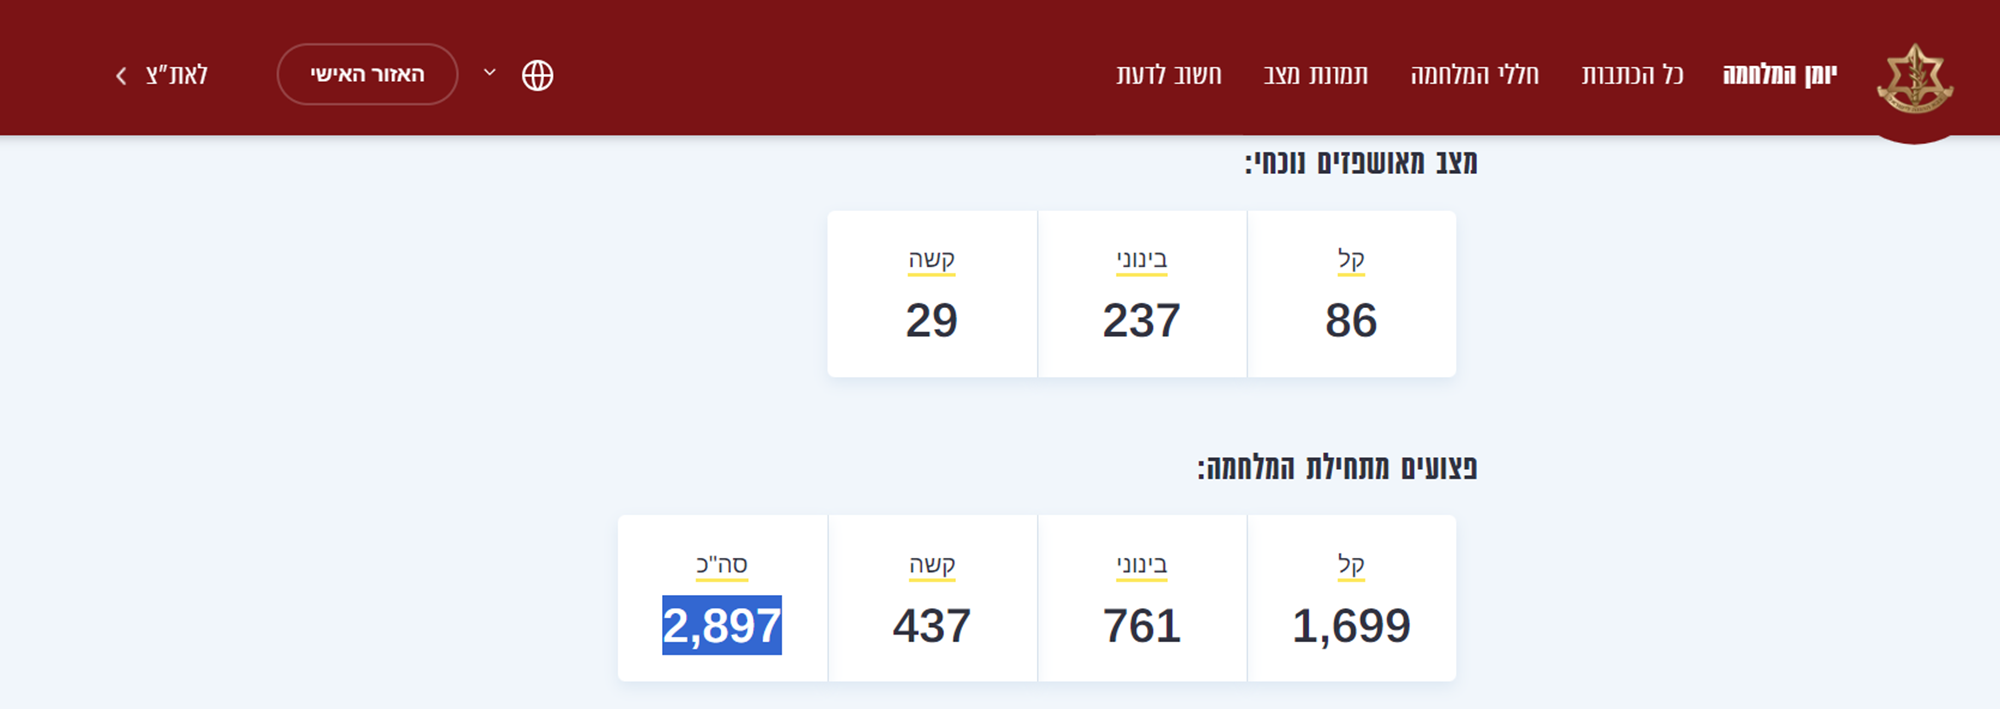 יומן המלחמה כל הכתבות חללי המלחמה תמונת מצב חשוב לדעת האזור האישי לאת"צ
מצב מאושפזים נוכחי:
קל בינוני קשה
86 237 29
פצועים מתחילת המלחמה:
קל בינוני קשה סה"כ
1,699 761 437 2,897